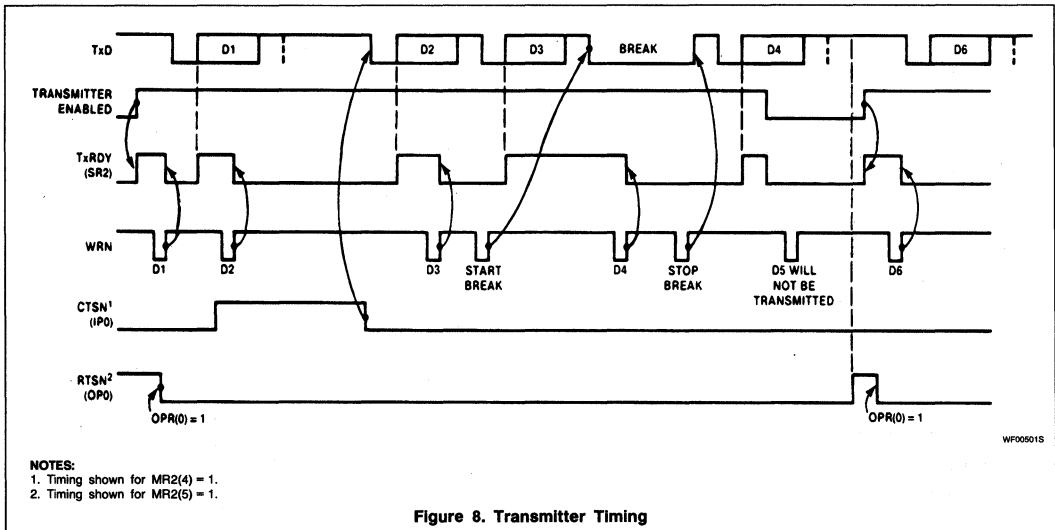 TxD
D1
D2
D3
BREAK
D4
D6
TRANSMITTER
ENABLED
TxRDY
(SR2)
WRN
D1
D2
D3
START
BREAK
D4
STOP
BREAK
D5 WILL
NOT BE
TRANSMITTED
D6
CTSN¹
(IP0)
RTSN²
(OP0)
OPR(0) = 1
OPR(0) = 1
WF00501S
NOTES:
1. Timing shown for MR2(4) = 1.
2. Timing shown for MR2(5) = 1.
Figure 8. Transmitter Timing